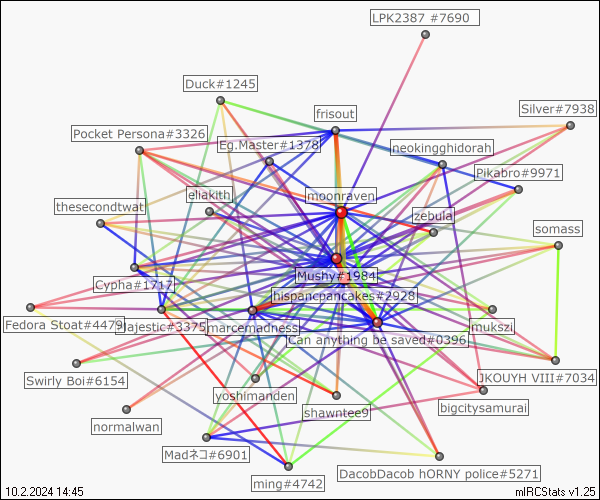 LPK2387 #7690
Duck#1245
Silver#7938
frisout
Pocket Persona#3326
Eg.Master#1378
neokingghidorah
Pikabro#9971
eliakith
moonraven
thesecondtwat
zebula
somass
Mushy#1984
Cypha#1717
hispancpancakes#2928
Fedora Stoat#4479
Majestic#3375
marcemadness
mukszi
Can anything be saved#0396
Swirly Boi#6154
JKOUYH VIII#7034
yoshimanden
bigcitysamurai
shawntee9
normalwan
Madネコ#6901
DacobDacob hORNY police#5271
ming#4742
10.2.2024 14:45
mIRCStats v1.25